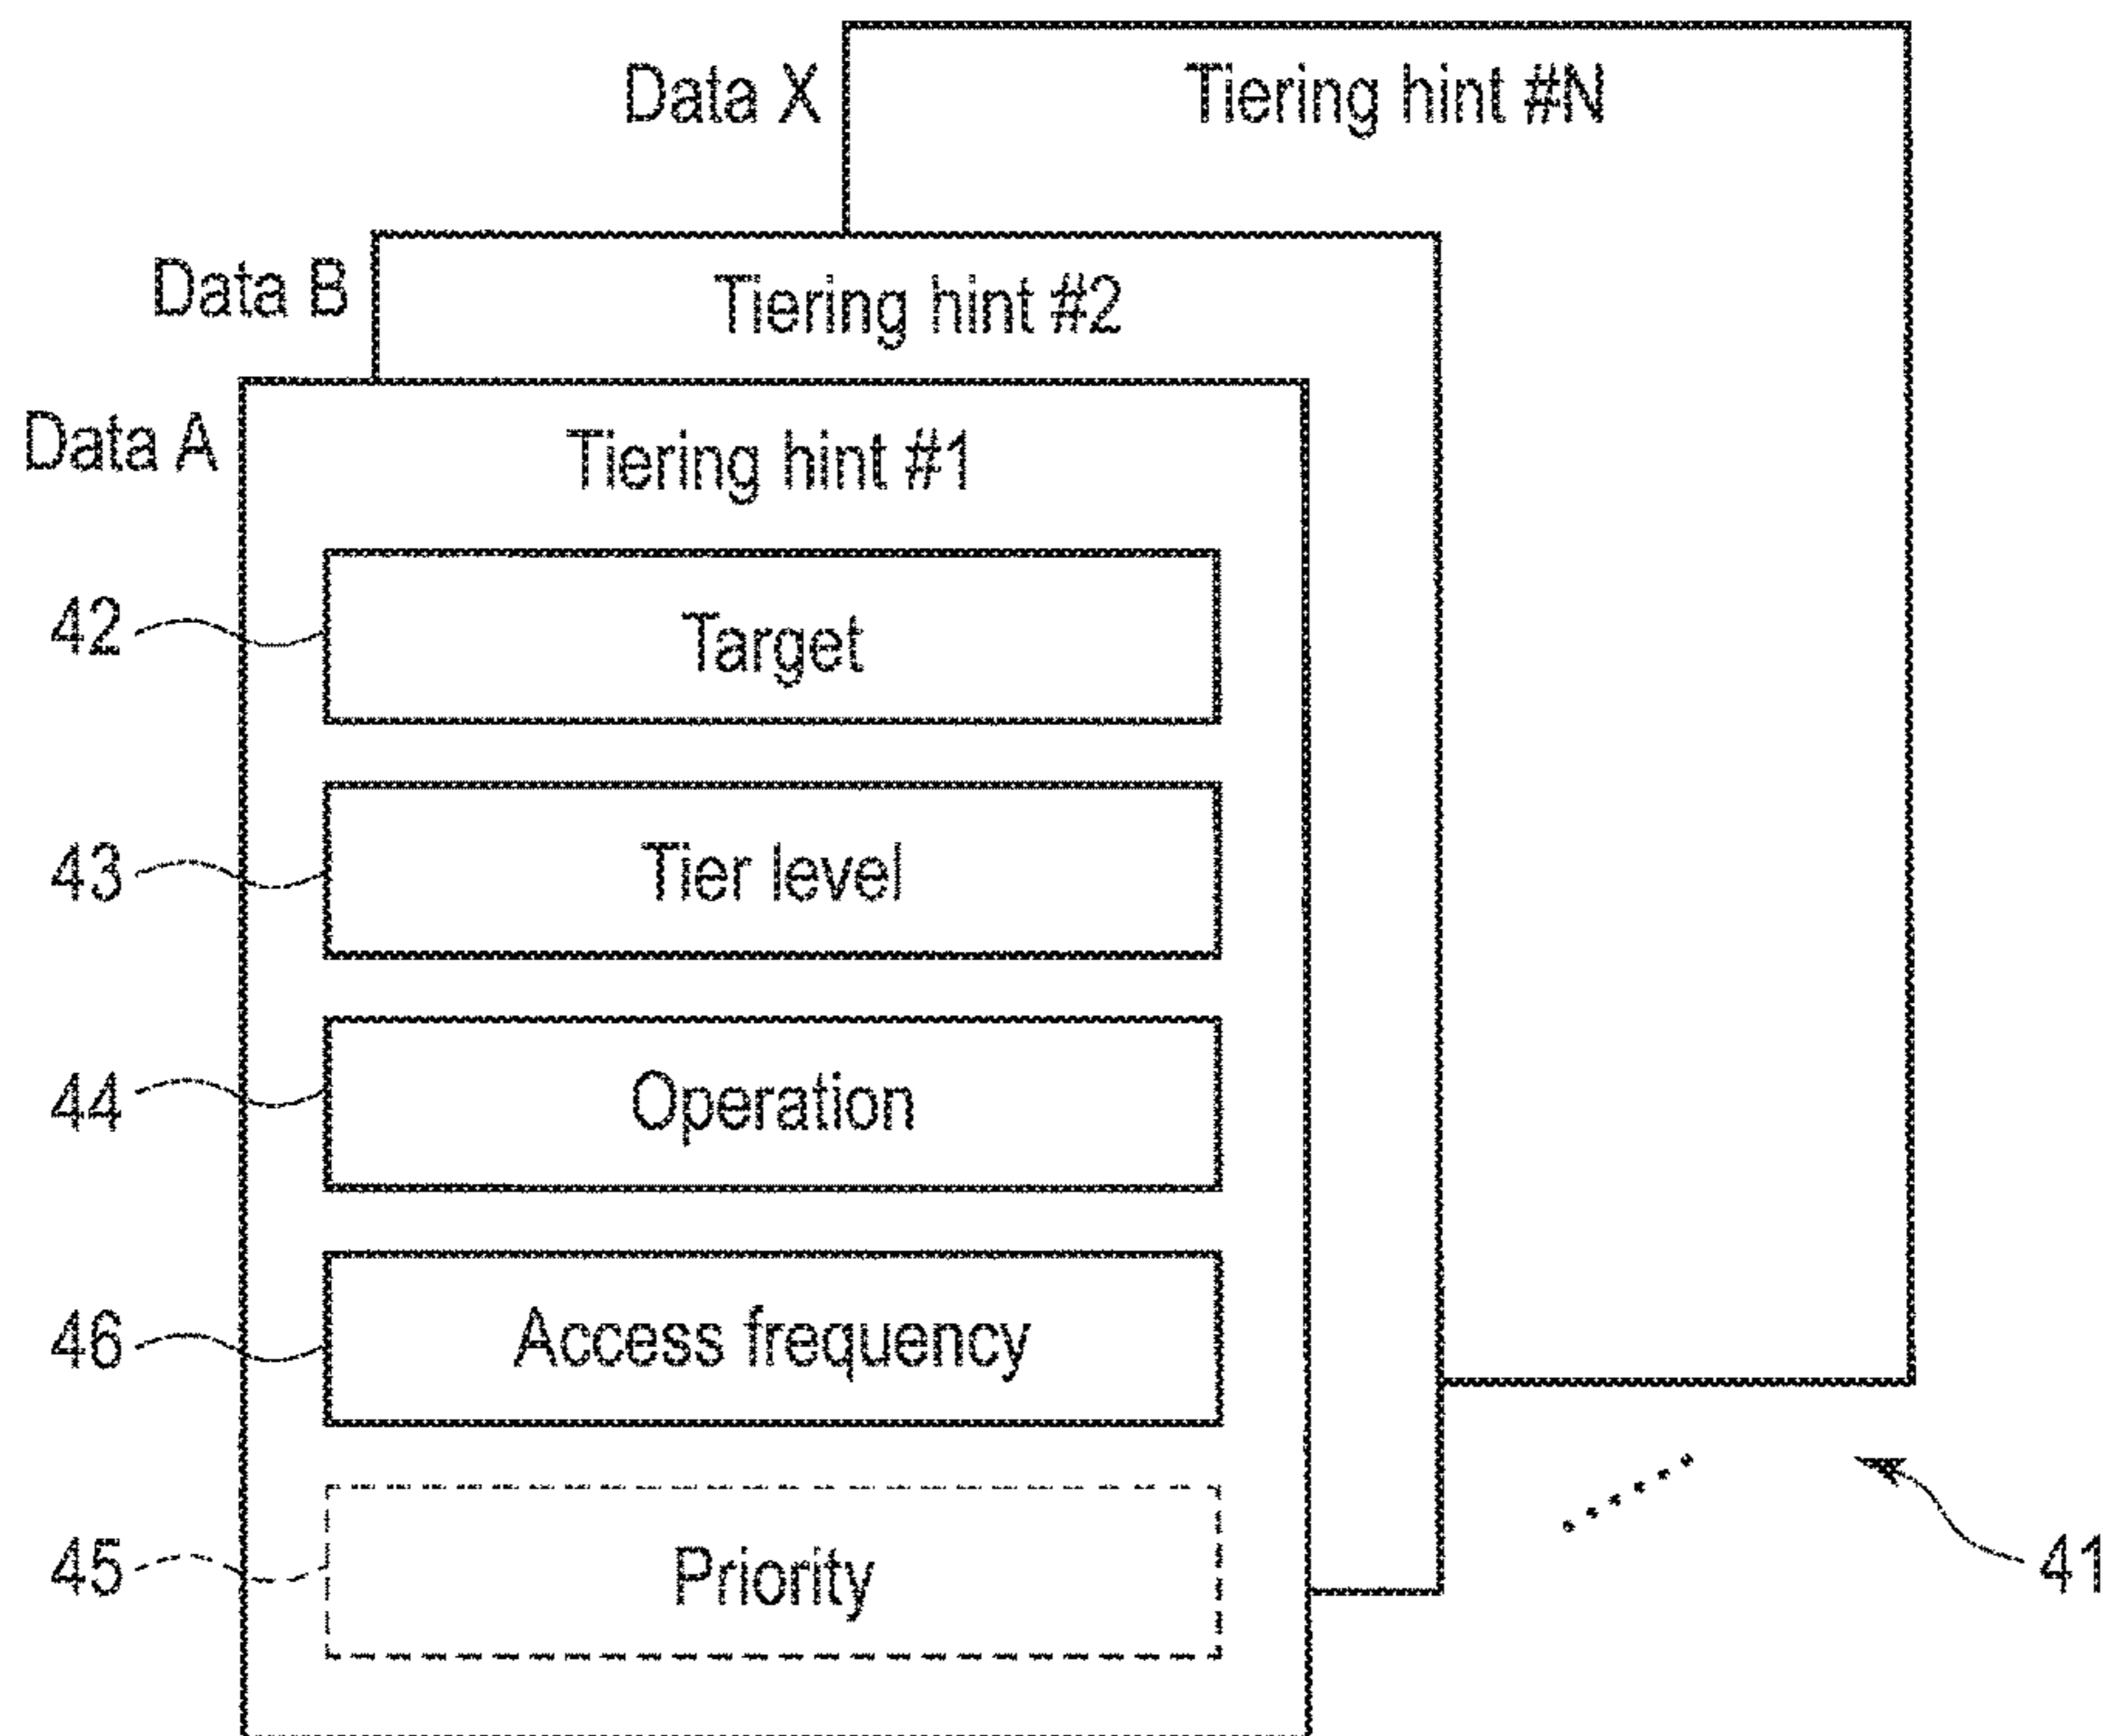 Data X
Tiering hint #N
Data B
Tiering hint #2
Data A
Tiering hint #1
42
Target
43
Tier level
44
Operation
46
Access frequency
45
Priority
41